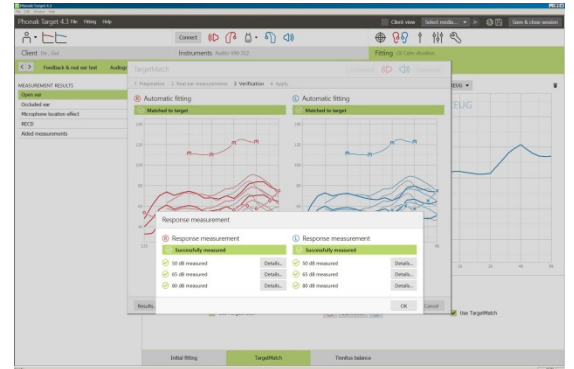 Phonak Target 4.3
File Fitting Help
Client view
Select media...
Save & close session
Connect
Client
Instruments Audéo V90 312
Fitting
Feedback & real ear test
TargetMatch
1. Preparation 2. Real ear measurements 3. Verification 4. Apply
MEASUREMENT RESULTS
Open ear
Occluded ear
Microphone location effect
RECD
Aided measurements
R Automatic fitting
L Automatic fitting
Matched to target
Matched to target
Response measurement
R Response measurement
L Response measurement
Successfully measured
Successfully measured
50 dB measured Details...
50 dB measured Details...
65 dB measured Details...
65 dB measured Details...
80 dB measured Details...
80 dB measured Details...
Results
OK
Cancel
Use TargetMatch
Initial fitting
TargetMatch
Tinnitus balance